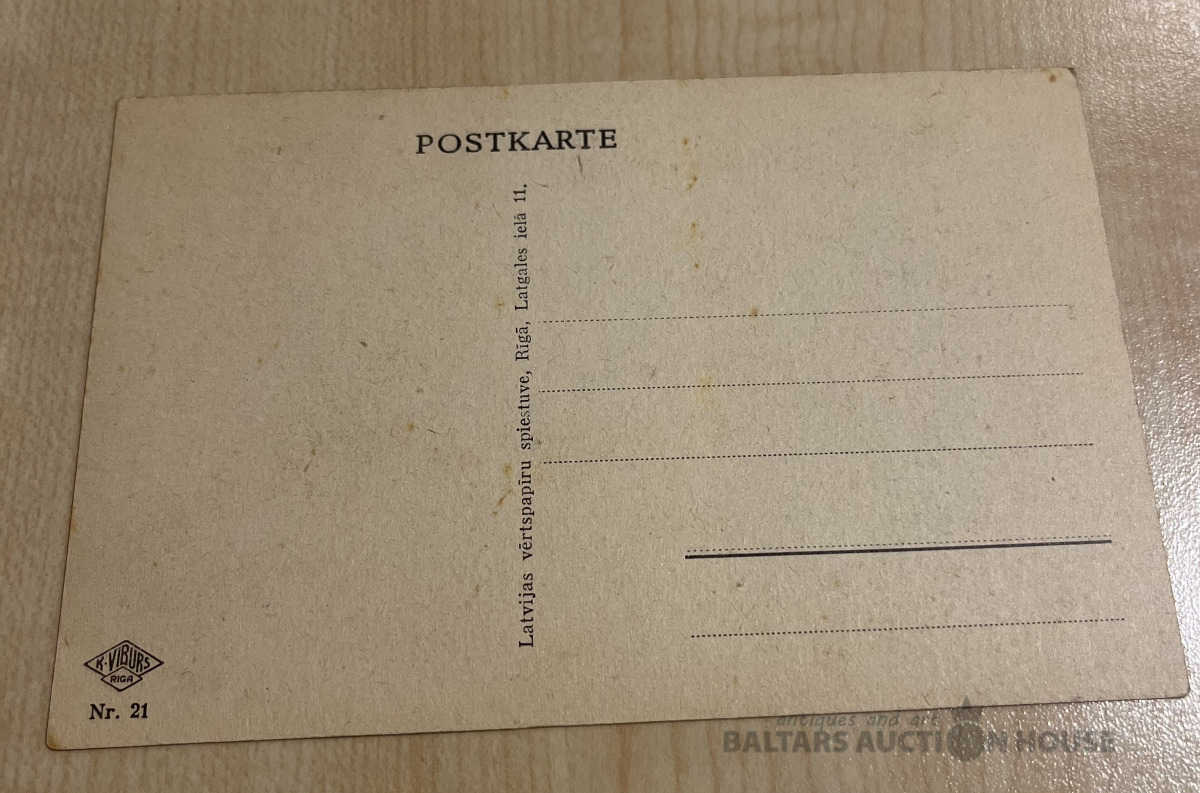 POSTKARTE
Latvijas vērtspapīru spiestuve, Rīgā, Latgales ielā 11.
K·VIBURS
RIGA
Nr. 21
antiques and art
BALTARS AUCTION HOUSE